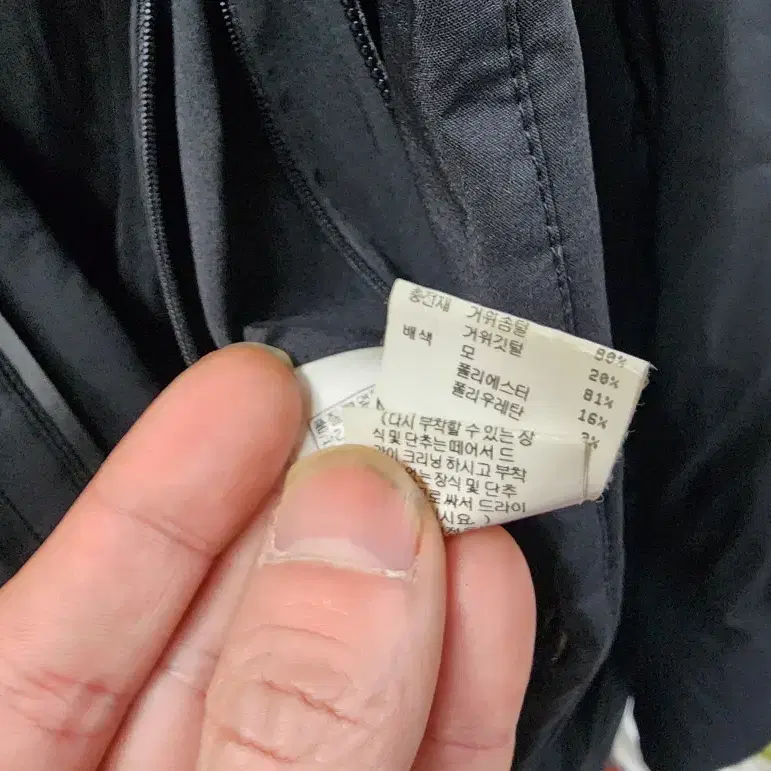 충전재 거위솜털 80%
거위깃털 20%
배색 모 81%
폴리에스터 16%
폴리우레탄 3%
(다시 부착할 수 있는 장
식 및 단추는 떼어서 드
라이 크리닝 하시고 부착
없는 장식 및 단추
로 싸서 드라이
시요. )